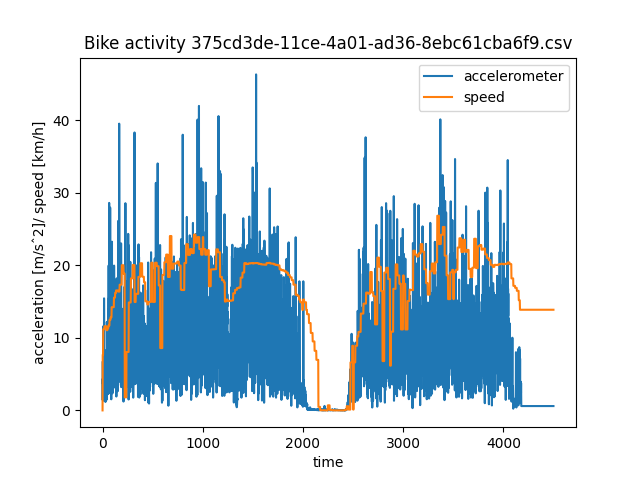 Bike activity 375cd3de-11ce-4a01-ad36-8ebc61cba6f9.csv
accelerometer
speed
acceleration [m/s^2]/ speed [km/h]
40
30
20
10
0
0 1000 2000 3000 4000
time